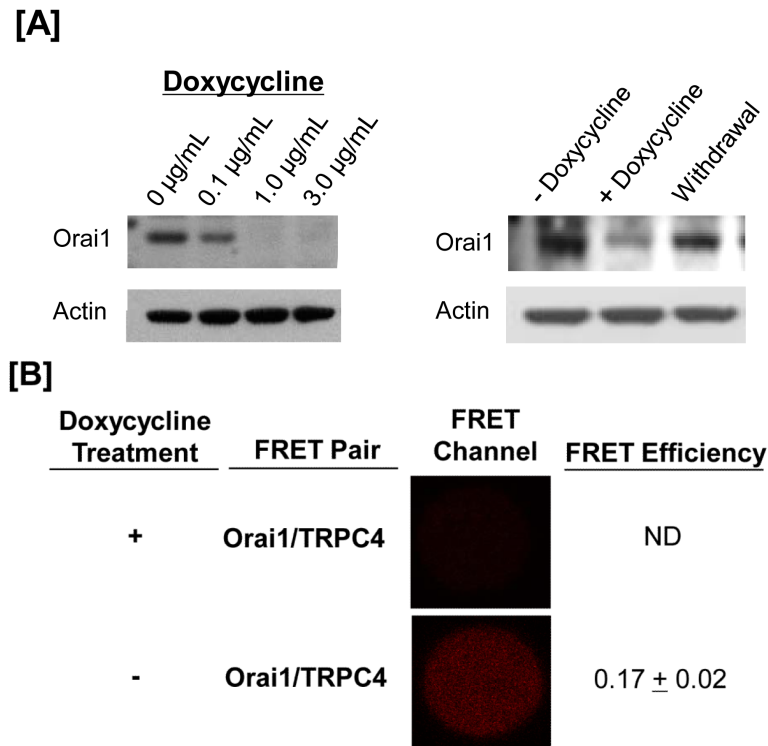 [A]
Doxycycline
0 µg/mL
0.1 µg/mL
1.0 µg/mL
3.0 µg/mL
Orai1
Actin
- Doxycycline
+ Doxycycline
Withdrawal
Orai1
Actin
[B]
Doxycycline
Treatment
FRET Pair
FRET
Channel
FRET Efficiency
+
Orai1/TRPC4
ND
-
Orai1/TRPC4
0.17 ± 0.02